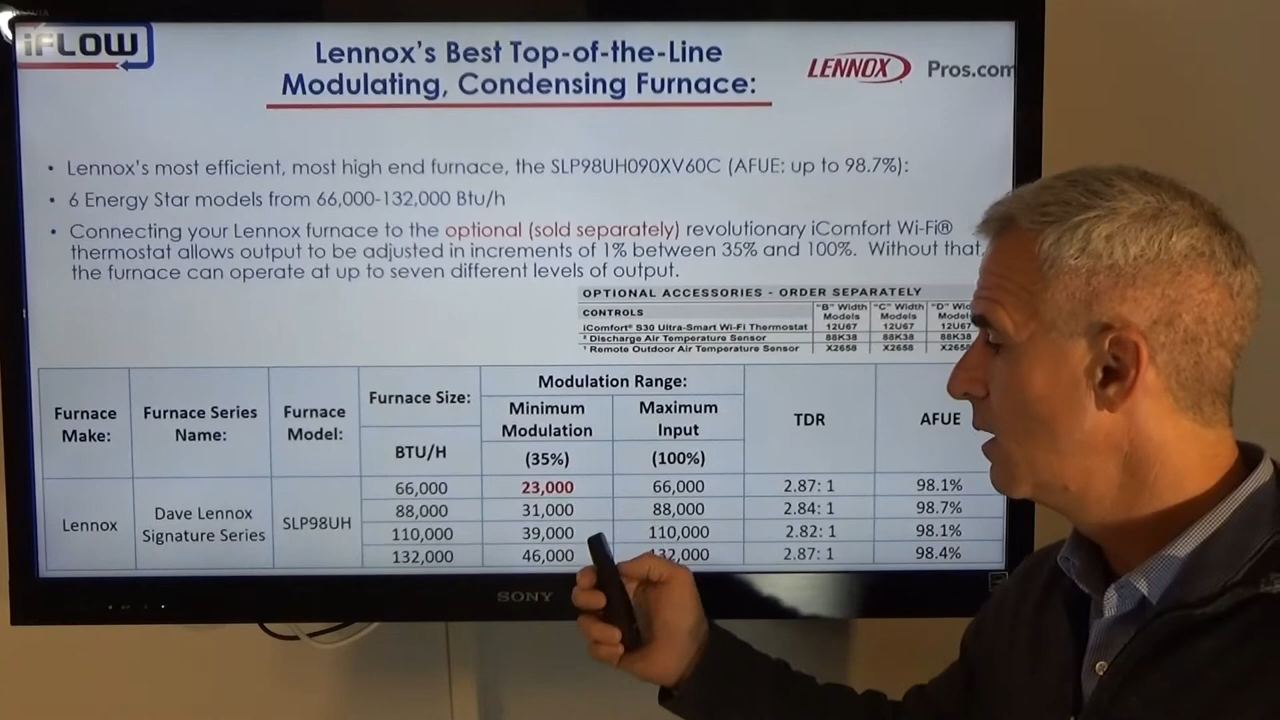 iFLOW
Lennox's Best Top-of-the-Line
Modulating, Condensing Furnace:
LENNOX Pros.com
• Lennox's most efficient, most high end furnace, the SLP98UH090XV60C (AFUE: up to 98.7%):
• 6 Energy Star models from 66,000-132,000 Btu/h
• Connecting your Lennox furnace to the optional (sold separately) revolutionary iComfort Wi-Fi®
thermostat allows output to be adjusted in increments of 1% between 35% and 100%. Without that,
the furnace can operate at up to seven different levels of output.
OPTIONAL ACCESSORIES - ORDER SEPARATELY
CONTROLS "B" Width Models "C" Width Models "D" Wid Model
iComfort® S30 Ultra-Smart Wi-Fi Thermostat 12U67 12U67 12U67
² Discharge Air Temperature Sensor 88K38 88K38 88K38
¹ Remote Outdoor Air Temperature Sensor X2658 X2658 X2658
Furnace Make: Furnace Series Name: Furnace Model: Furnace Size: Modulation Range: TDR AFUE
Minimum Modulation Maximum Input
BTU/H (35%) (100%)
Lennox Dave Lennox Signature Series SLP98UH
66,000 23,000 66,000 2.87: 1 98.1%
88,000 31,000 88,000 2.84: 1 98.7%
110,000 39,000 110,000 2.82: 1 98.1%
132,000 46,000 132,000 2.87: 1 98.4%
SONY